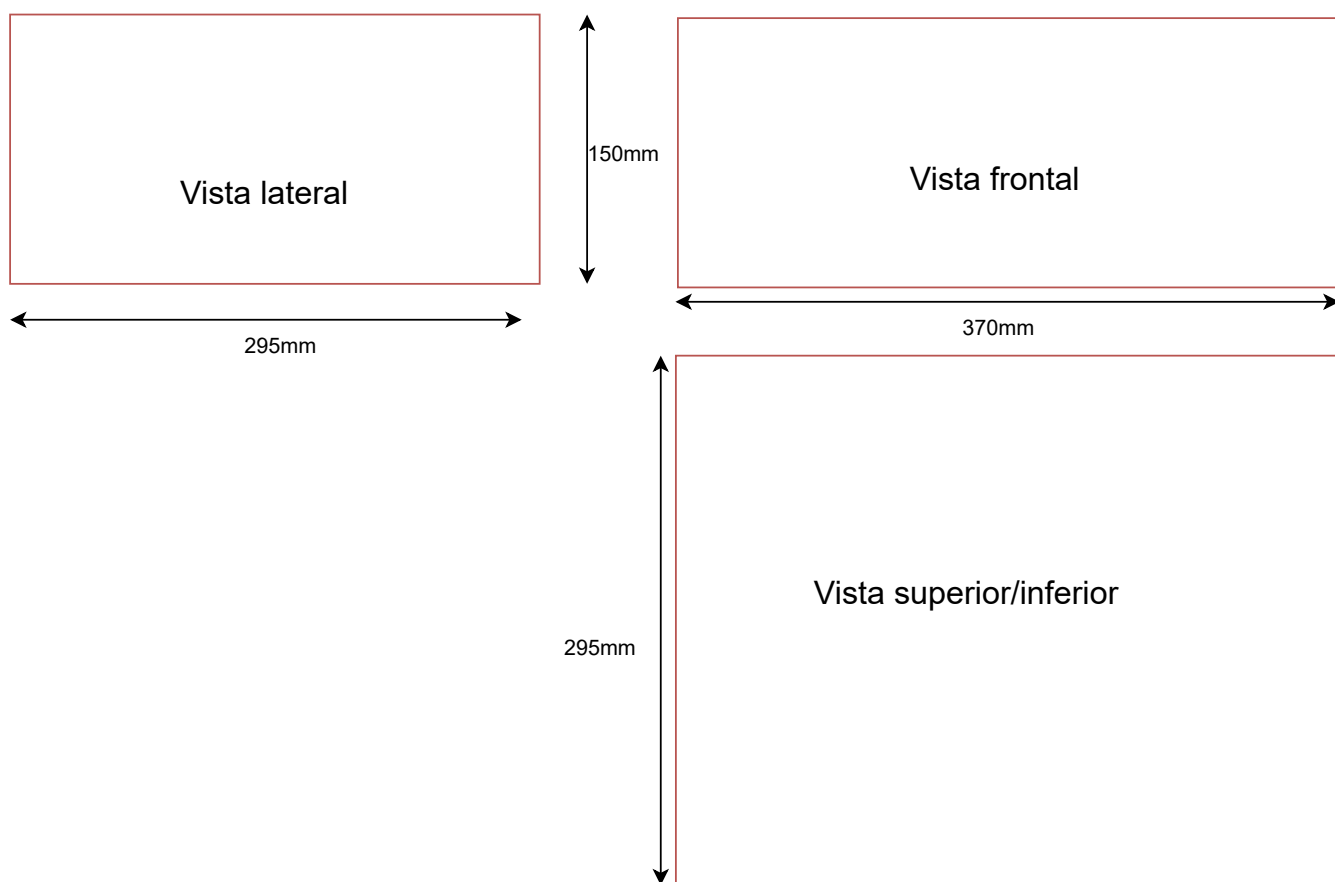 150mm
Vista lateral
Vista frontal
295mm
370mm
Vista superior/inferior
295mm